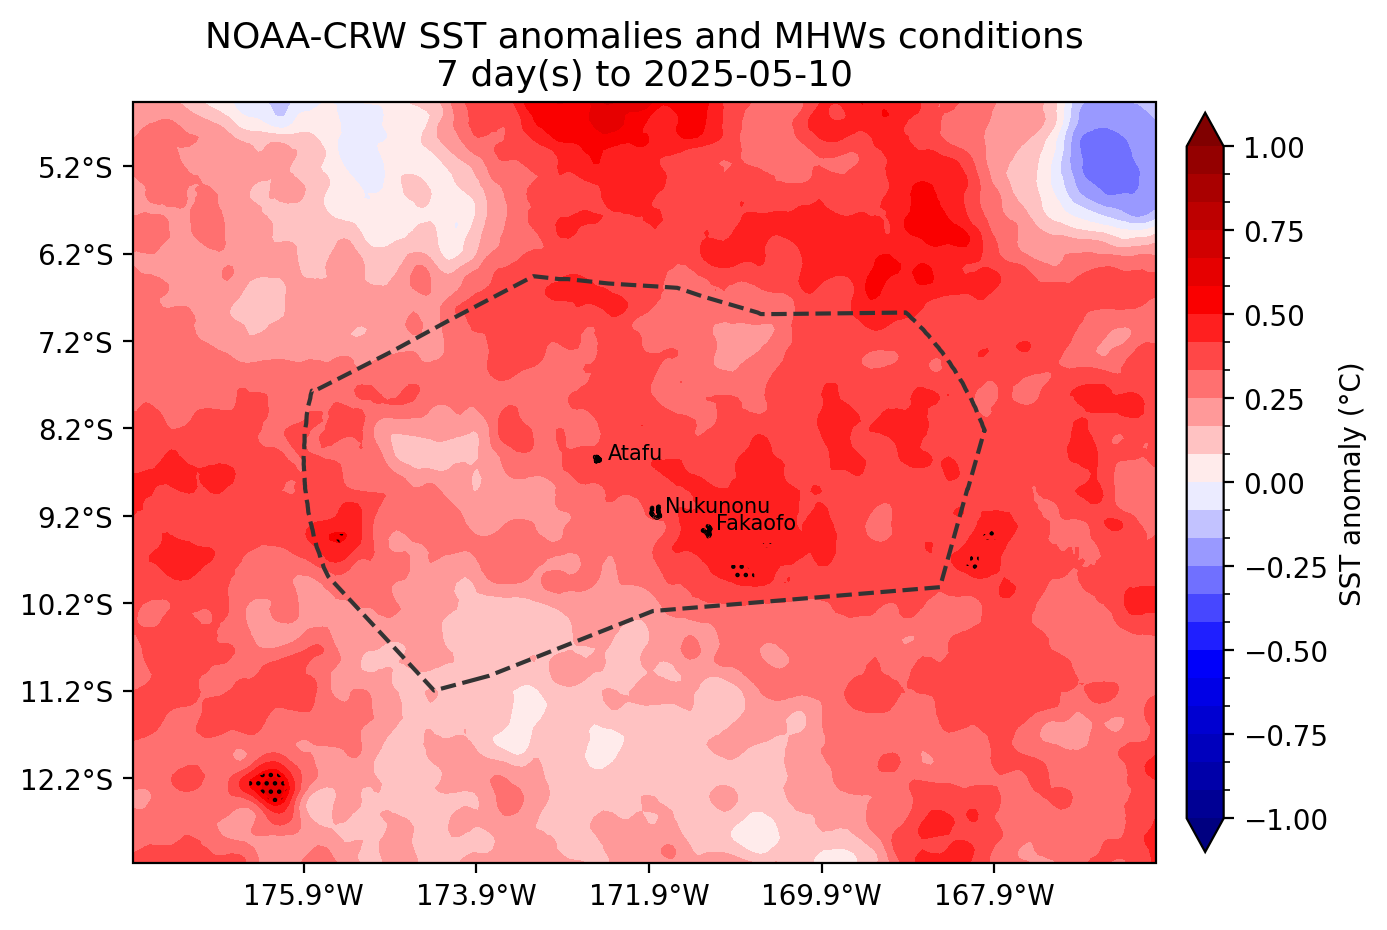 NOAA-CRW SST anomalies and MHWs conditions
7 day(s) to 2025-05-10
5.2°S
6.2°S
7.2°S
8.2°S
9.2°S
10.2°S
11.2°S
12.2°S
Atafu
Nukunonu
Fakaofo
175.9°W
173.9°W
171.9°W
169.9°W
167.9°W
1.00
0.75
0.50
0.25
0.00
−0.25
−0.50
−0.75
−1.00
SST anomaly (°C)